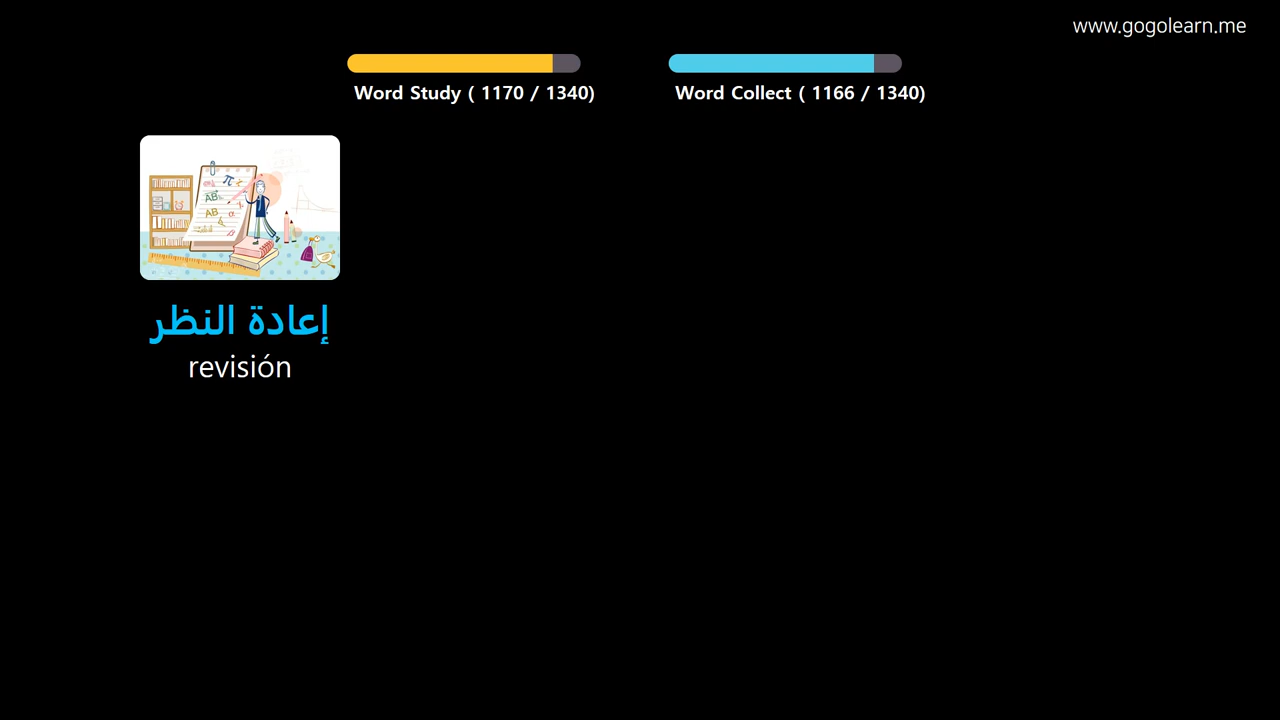 www.gogolearn.me
Word Study ( 1170 / 1340)
Word Collect ( 1166 / 1340)
إعادة النظر
revisión